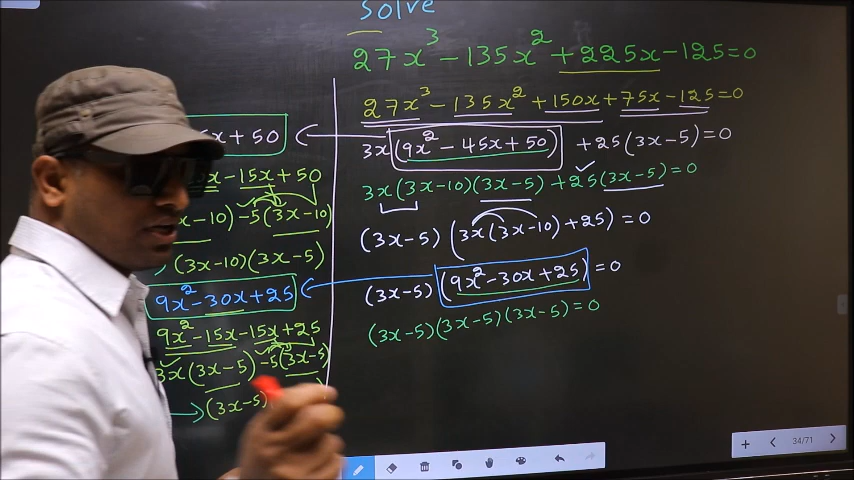 Solve
27x³ - 135x² + 225x - 125 = 0
27x³ - 135x² + 150x + 75x - 125 = 0
3x(9x² - 45x + 50) + 25(3x-5) = 0
3x(3x-10)(3x-5) + 25(3x-5) = 0
(3x-5) (3x(3x-10) + 25) = 0
(3x-5) (9x² - 30x + 25) = 0
(3x-5)(3x-5)(3x-5) = 0
x + 50
- 15x + 50
x-10) -5(3x-10)
(3x-10)(3x-5)
9x² - 30x + 25
9x² - 15x - 15x + 25
3x(3x-5) -5(3x-5)
(3x-5)
34/71